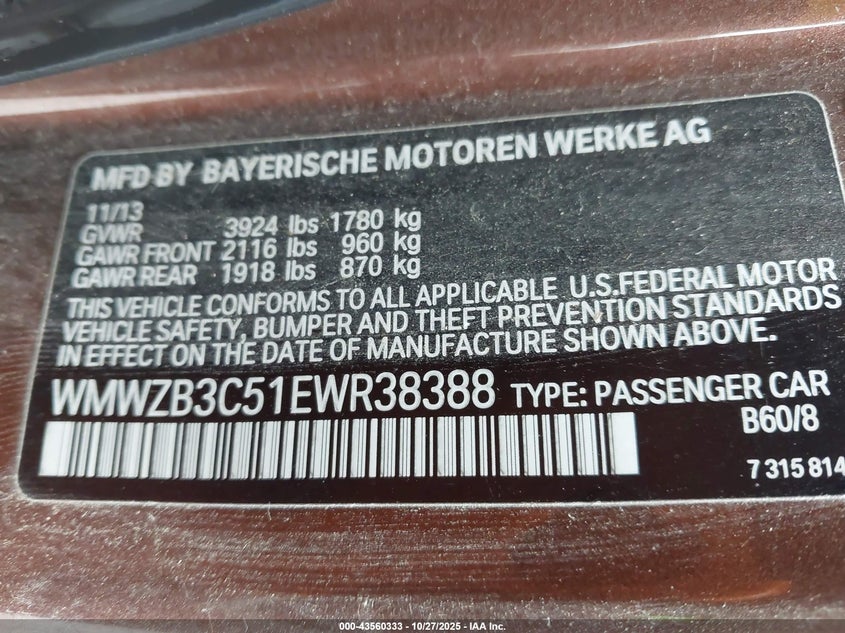 MFD BY BAYERISCHE MOTOREN WERKE AG
11/13
GVWR 3924 lbs 1780 kg
GAWR FRONT 2116 lbs 960 kg
GAWR REAR 1918 lbs 870 kg
THIS VEHICLE CONFORMS TO ALL APPLICABLE U.S.FEDERAL MOTOR
VEHICLE SAFETY, BUMPER AND THEFT PREVENTION STANDARDS
IN EFFECT ON THE DATE OF MANUFACTURE SHOWN ABOVE.
WMWZB3C51EWR38388 TYPE: PASSENGER CAR
B60/8
7 315 814
000-43560333 - 10/27/2025 - IAA Inc.